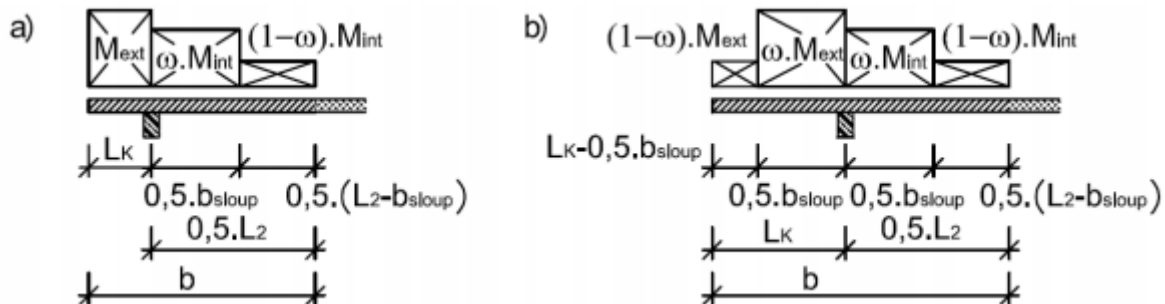 a)
Mext
ω.Mint
(1−ω).Mint
LK
0,5.bsloup
0,5.(L2-bsloup)
0,5.L2
b
b)
(1−ω).Mext
ω.Mext
ω.Mint
(1−ω).Mint
LK-0,5.bsloup
0,5.bsloup
0,5.bsloup
0,5.(L2-bsloup)
LK
0,5.L2
b